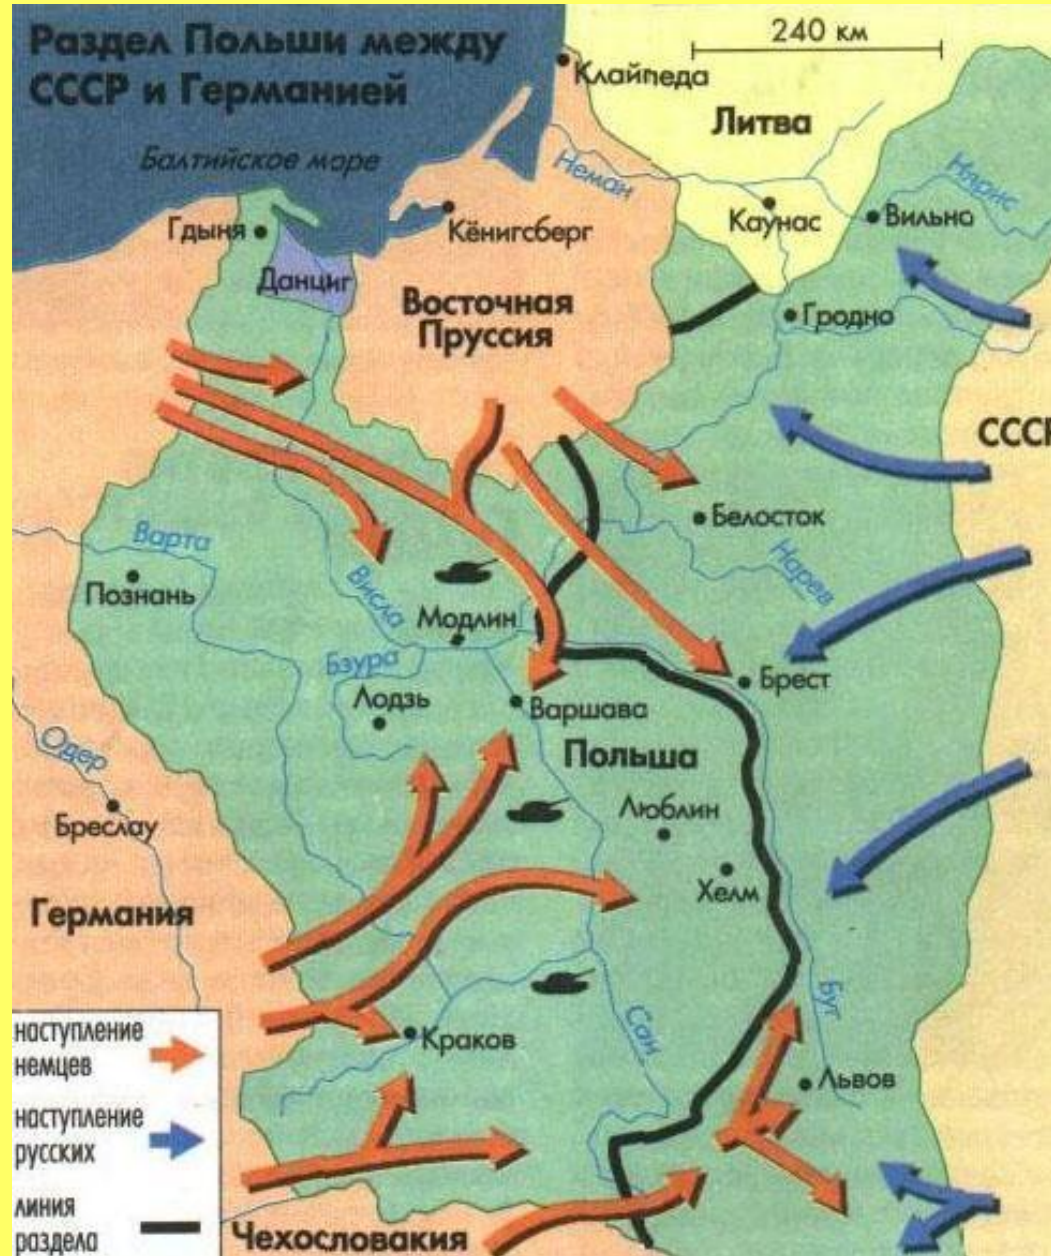 Раздел Польши между
СССР и Германией
240 км
Клайпеда
Литва
Балтийское море
Неман
Нярис
Каунас
Вильно
Гдыня
Кёнигсберг
Данциг
Восточная
Пруссия
Гродно
СССР
Белосток
Варта
Нарев
Познань
Висла
Модлин
Бзура
Брест
Лодзь
Варшава
Одер
Польша
Люблин
Бреслау
Хелм
Германия
Буг
Сан
наступление
немцев
Краков
Львов
наступление
русских
линия
раздела
Чехословакия